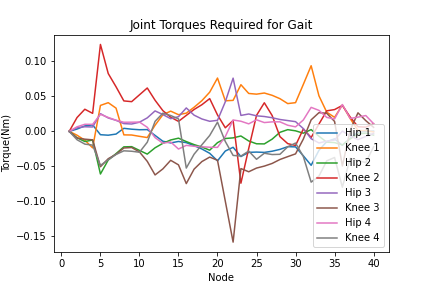 Joint Torques Required for Gait
Torque(Nm)
0.10
0.05
0.00
−0.05
−0.10
−0.15
0 5 10 15 20 25 30 35 40
Node
Hip 1
Knee 1
Hip 2
Knee 2
Hip 3
Knee 3
Hip 4
Knee 4